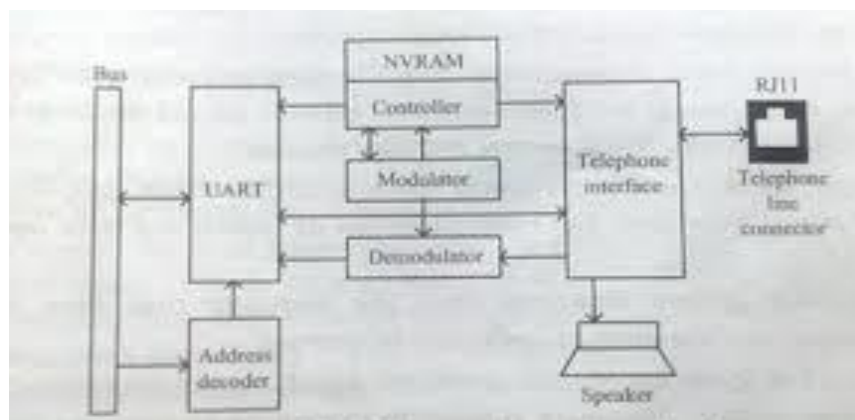 Bus
NVRAM
Controller
UART
Modulator
Demodulator
Address
decoder
Telephone
interface
Speaker
RJ11
Telephone
line
connector